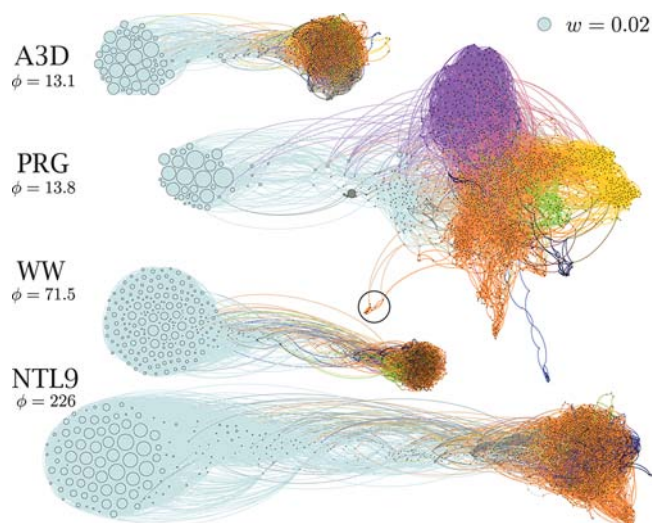 w = 0.02
A3D
ϕ = 13.1
PRG
ϕ = 13.8
WW
ϕ = 71.5
NTL9
ϕ = 226